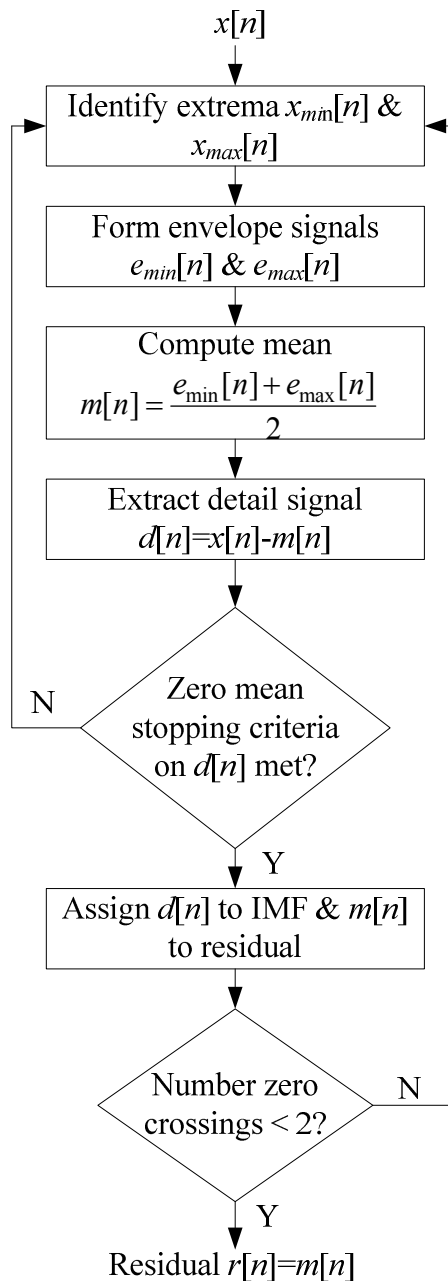 x[n]
Identify extrema x_min[n] &
x_max[n]
Form envelope signals
e_min[n] & e_max[n]
Compute mean
m[n] = (e_min[n] + e_max[n]) / 2
Extract detail signal
d[n]=x[n]-m[n]
Zero mean
stopping criteria
on d[n] met?
N
Y
Assign d[n] to IMF & m[n]
to residual
Number zero
crossings < 2?
N
Y
Residual r[n]=m[n]